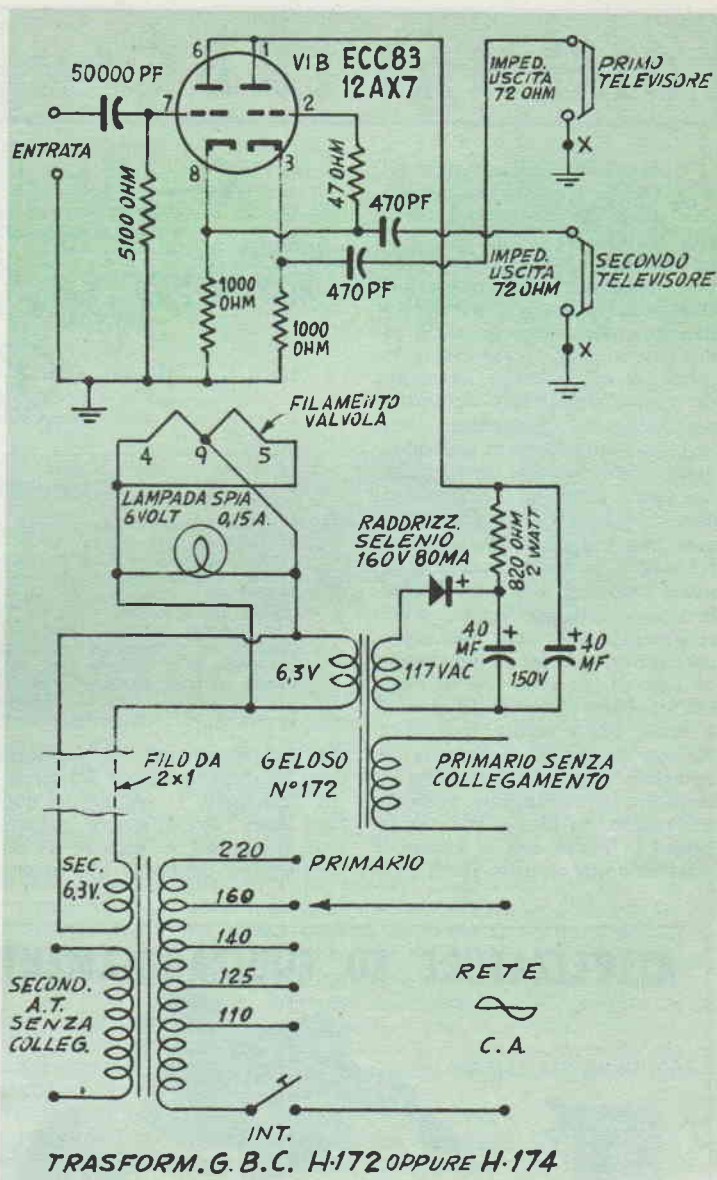 6
1
VIB ECC83
12AX7
50000 PF
7
2
ENTRATA
8
3
5100 OHM
47 OHM
470 PF
470 PF
1000
OHM
1000
OHM
IMPED.
USCITA
72 OHM
PRIMO
TELEVISORE
X
IMPED.
USCITA
72 OHM
SECONDO
TELEVISORE
X
FILAMENTO
VALVOLA
4
9
5
LAMPADA SPIA
6 VOLT 0,15 A.
RADDRIZZ.
SELENIO
160V 80MA
+
820 OHM
2 WATT
6,3V
117 VAC
40
MF
+
150V
+
40
MF
FILO DA
2x1
GELOSO
N° 172
PRIMARIO SENZA
COLLEGAMENTO
SEC.
6,3V.
220
PRIMARIO
160
140
125
110
SECOND.
A.T.
SENZA
COLLEG.
RETE
C.A.
INT.
TRASFORM. G.B.C. H-172 OPPURE H-174